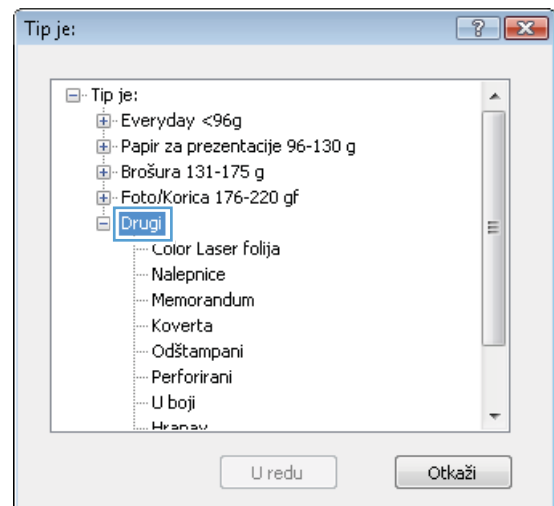 Tip je:
Tip je:
Everyday <96g
Papir za prezentacije 96-130 g
Brošura 131-175 g
Foto/Korica 176-220 gf
Drugi
Color Laser folija
Nalepnice
Memorandum
Koverta
Odštampani
Perforirani
U boji
Hrapav
U redu Otkaži